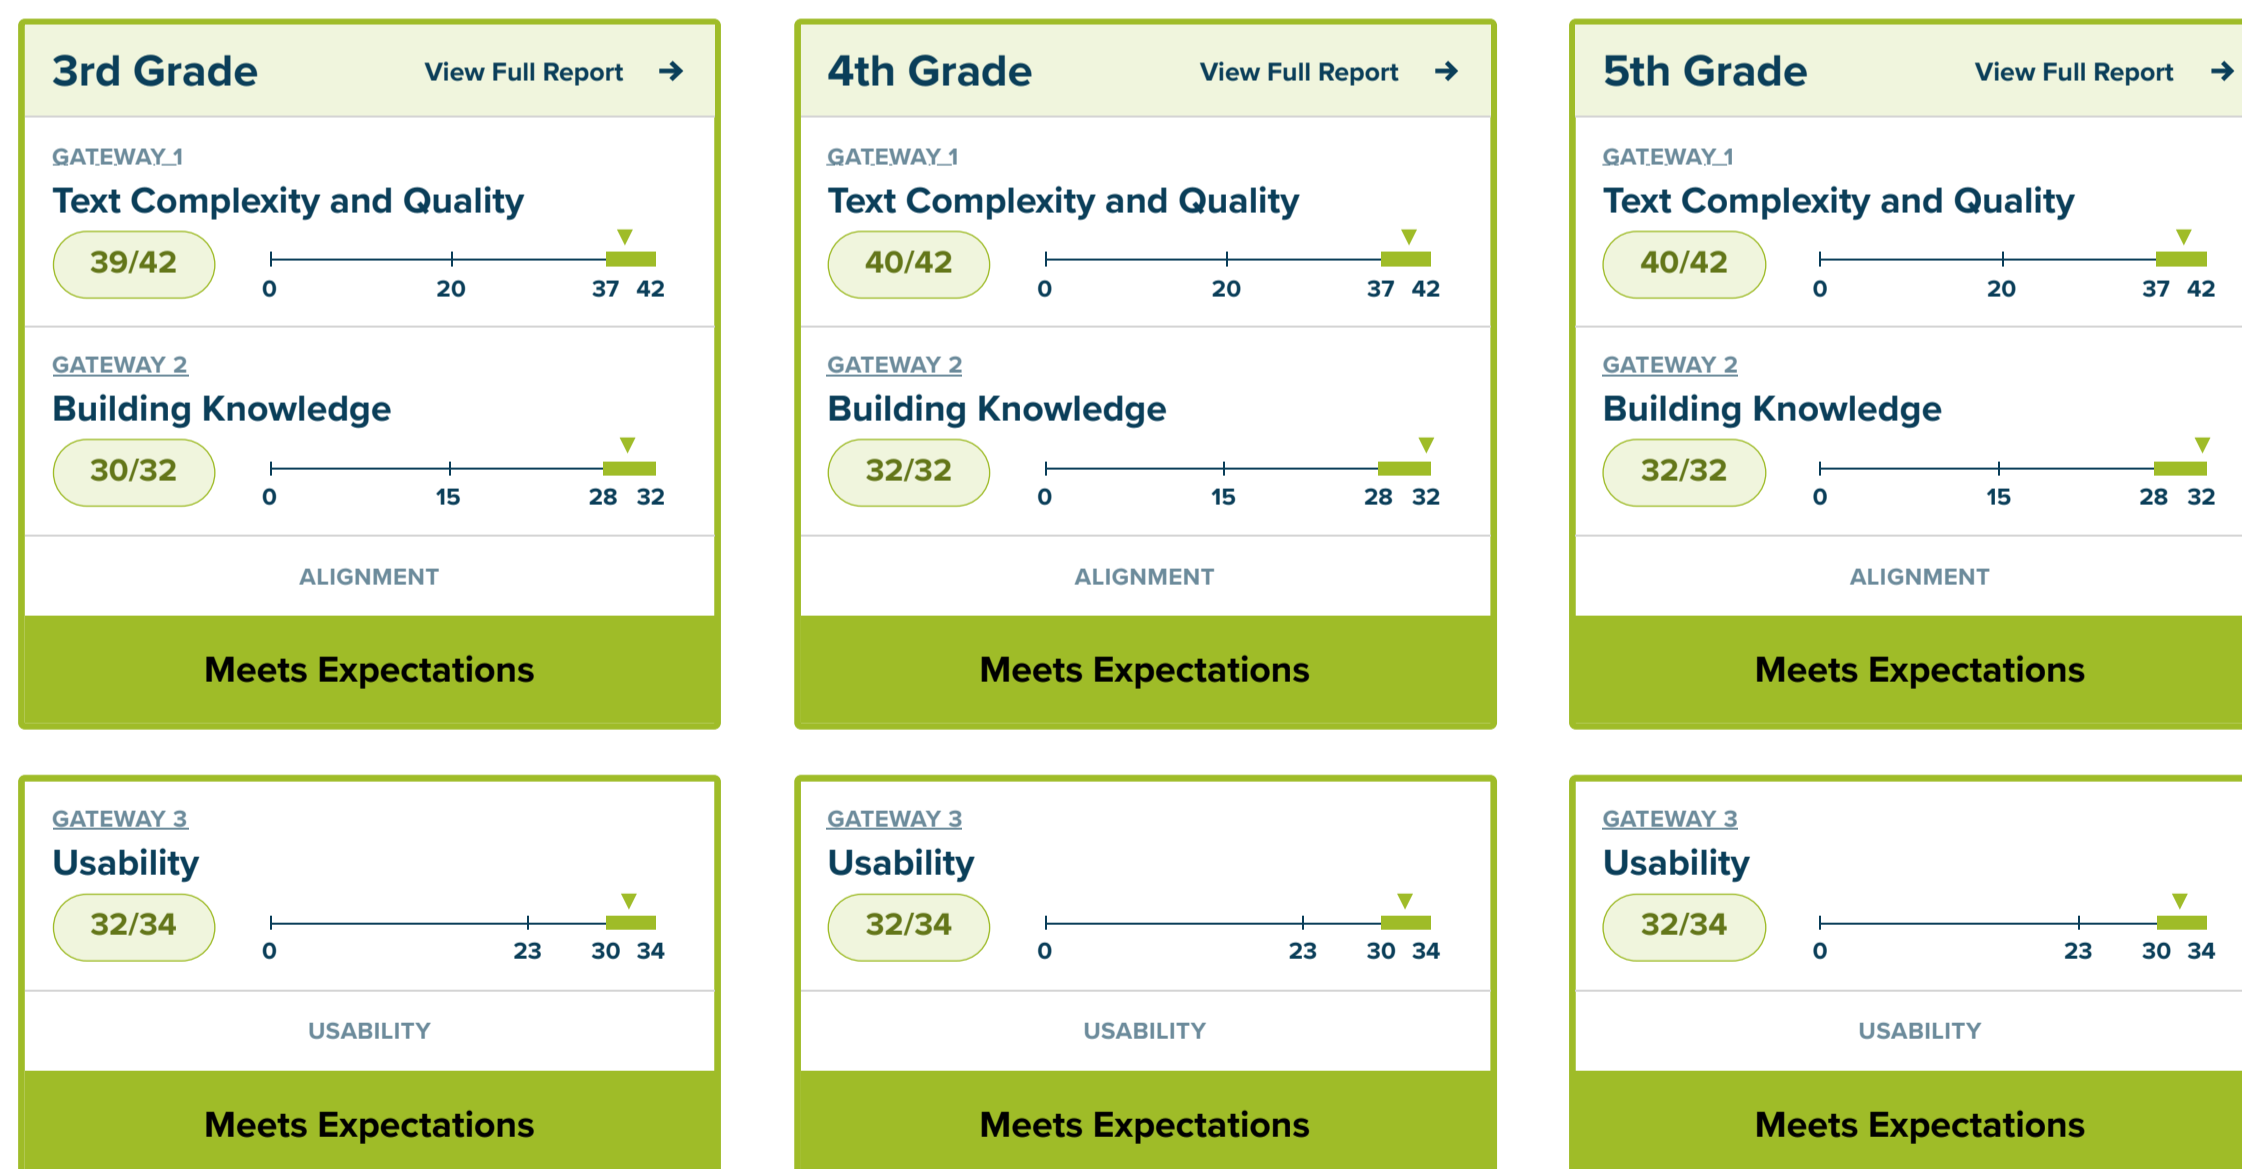 3rd Grade View Full Report →
GATEWAY 1
Text Complexity and Quality
39/42
0 20 37 42
GATEWAY 2
Building Knowledge
30/32
0 15 28 32
ALIGNMENT
Meets Expectations
GATEWAY 3
Usability
32/34
0 23 30 34
USABILITY
Meets Expectations
4th Grade View Full Report →
GATEWAY 1
Text Complexity and Quality
40/42
0 20 37 42
GATEWAY 2
Building Knowledge
32/32
0 15 28 32
ALIGNMENT
Meets Expectations
GATEWAY 3
Usability
32/34
0 23 30 34
USABILITY
Meets Expectations
5th Grade View Full Report →
GATEWAY 1
Text Complexity and Quality
40/42
0 20 37 42
GATEWAY 2
Building Knowledge
32/32
0 15 28 32
ALIGNMENT
Meets Expectations
GATEWAY 3
Usability
32/34
0 23 30 34
USABILITY
Meets Expectations